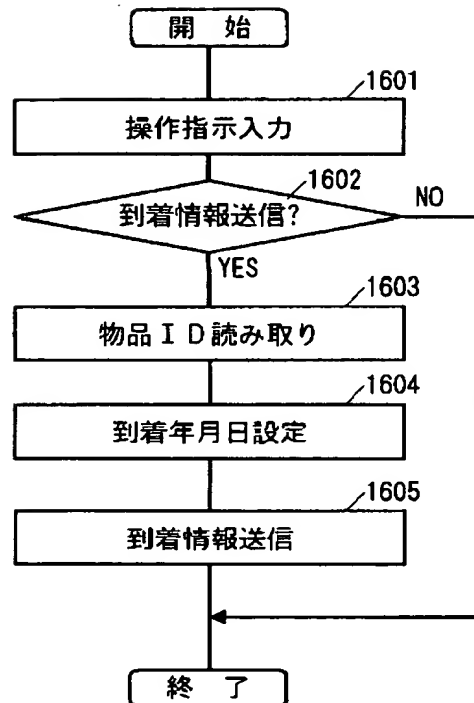 開 始
1601
操作指示入力
1602
到着情報送信?
NO
YES
1603
物品ID読み取り
1604
到着年月日設定
1605
到着情報送信
終 了